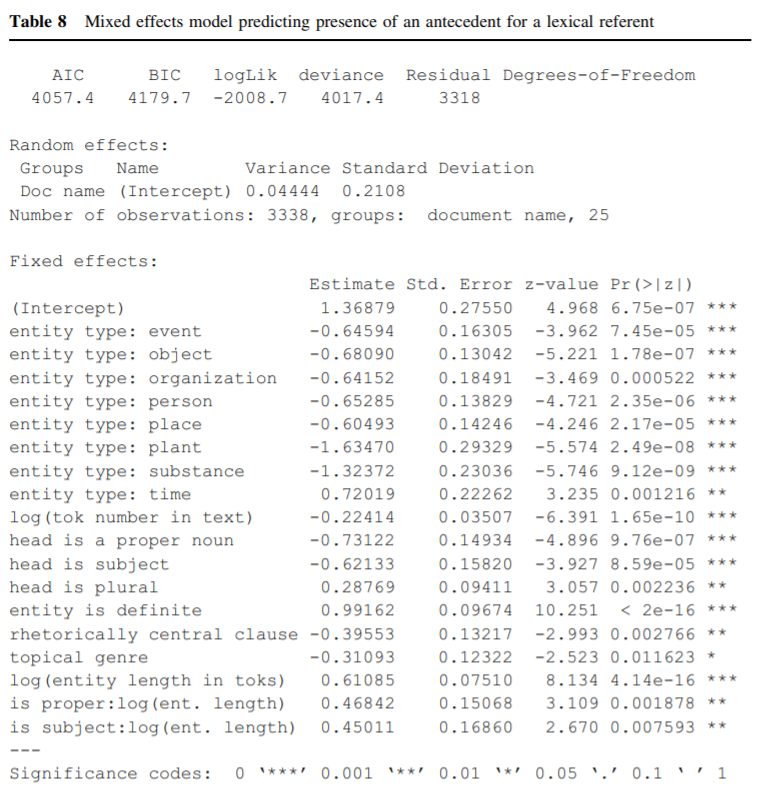 Table 8 Mixed effects model predicting presence of an antecedent for a lexical referent
AIC BIC logLik deviance Residual Degrees-of-Freedom
4057.4 4179.7 -2008.7 4017.4 3318
Random effects:
Groups Name Variance Standard Deviation
Doc name (Intercept) 0.04444 0.2108
Number of observations: 3338, groups: document name, 25
Fixed effects:
Estimate Std. Error z-value Pr(>|z|)
(Intercept) 1.36879 0.27550 4.968 6.75e-07 ***
entity type: event -0.64594 0.16305 -3.962 7.45e-05 ***
entity type: object -0.68090 0.13042 -5.221 1.78e-07 ***
entity type: organization -0.64152 0.18491 -3.469 0.000522 ***
entity type: person -0.65285 0.13829 -4.721 2.35e-06 ***
entity type: place -0.60493 0.14246 -4.246 2.17e-05 ***
entity type: plant -1.63470 0.29329 -5.574 2.49e-08 ***
entity type: substance -1.32372 0.23036 -5.746 9.12e-09 ***
entity type: time 0.72019 0.22262 3.235 0.001216 **
log(tok number in text) -0.22414 0.03507 -6.391 1.65e-10 ***
head is a proper noun -0.73122 0.14934 -4.896 9.76e-07 ***
head is subject -0.62133 0.15820 -3.927 8.59e-05 ***
head is plural 0.28769 0.09411 3.057 0.002236 **
entity is definite 0.99162 0.09674 10.251 < 2e-16 ***
rhetorically central clause -0.39553 0.13217 -2.993 0.002766 **
topical genre -0.31093 0.12322 -2.523 0.011623 *
log(entity length in toks) 0.61085 0.07510 8.134 4.14e-16 ***
is proper:log(ent. length) 0.46842 0.15068 3.109 0.001878 **
is subject:log(ent. length) 0.45011 0.16860 2.670 0.007593 **
---
Significance codes: 0 ‘***’ 0.001 ‘**’ 0.01 ‘*’ 0.05 ‘.’ 0.1 ‘ ’ 1